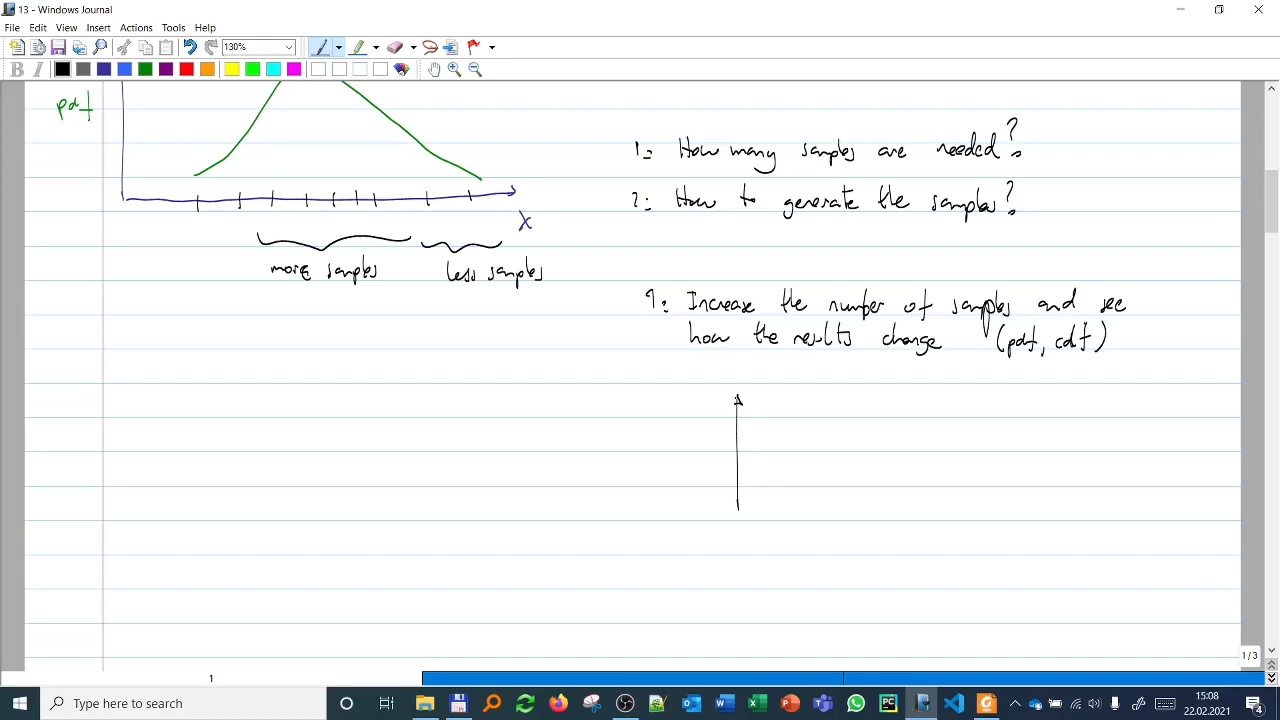 13 - Windows Journal
File Edit View Insert Actions Tools Help
130%
B I
pdf
1: How many samples are needed?
2: How to generate the samples?
X
more samples
less samples
1: Increase the number of samples and see
how the results change (pdf, cdf)
1/3
1
Type here to search
15:08
22.02.2021